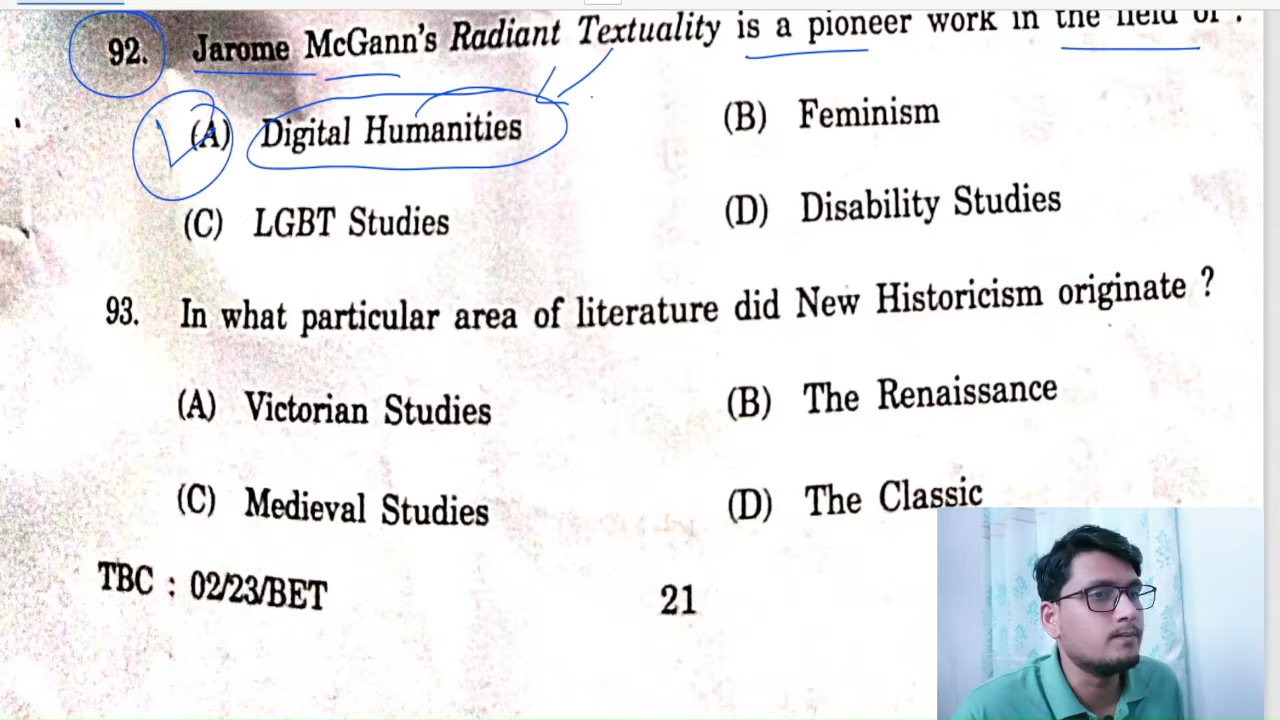 92. Jarome McGann's Radiant Textuality is a pioneer work in the field of :
(A) Digital Humanities (B) Feminism
(C) LGBT Studies (D) Disability Studies
93. In what particular area of literature did New Historicism originate ?
(A) Victorian Studies (B) The Renaissance
(C) Medieval Studies (D) The Classic
TBC : 02/23/BET 21